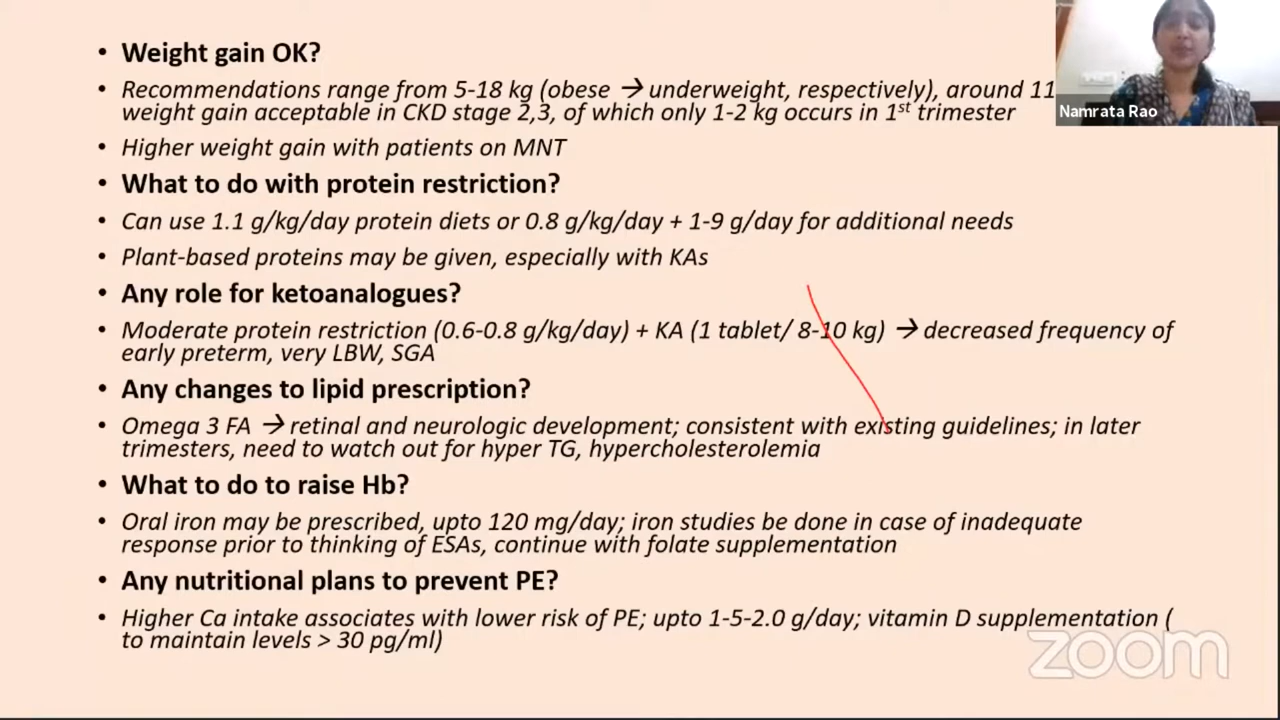 • Weight gain OK?
• Recommendations range from 5-18 kg (obese → underweight, respectively), around 11
weight gain acceptable in CKD stage 2,3, of which only 1-2 kg occurs in 1st trimester
• Higher weight gain with patients on MNT
• What to do with protein restriction?
• Can use 1.1 g/kg/day protein diets or 0.8 g/kg/day + 1-9 g/day for additional needs
• Plant-based proteins may be given, especially with KAs
• Any role for ketoanalogues?
• Moderate protein restriction (0.6-0.8 g/kg/day) + KA (1 tablet/ 8-10 kg) → decreased frequency of
early preterm, very LBW, SGA
• Any changes to lipid prescription?
• Omega 3 FA → retinal and neurologic development; consistent with existing guidelines; in later
trimesters, need to watch out for hyper TG, hypercholesterolemia
• What to do to raise Hb?
• Oral iron may be prescribed, upto 120 mg/day; iron studies be done in case of inadequate
response prior to thinking of ESAs, continue with folate supplementation
• Any nutritional plans to prevent PE?
• Higher Ca intake associates with lower risk of PE; upto 1-5-2.0 g/day; vitamin D supplementation (
to maintain levels > 30 pg/ml)
Namrata Rao
zoom